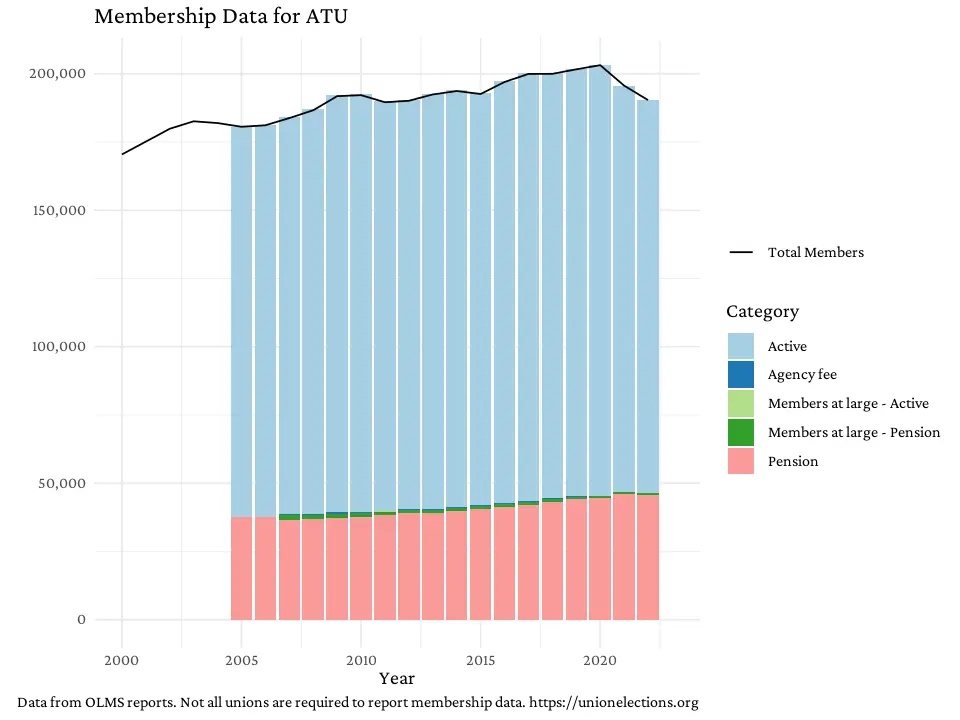 Membership Data for ATU
200,000
150,000
100,000
50,000
0
2000 2005 2010 2015 2020
Year
Total Members
Category
Active
Agency fee
Members at large - Active
Members at large - Pension
Pension
Data from OLMS reports. Not all unions are required to report membership data. https://unionelections.org